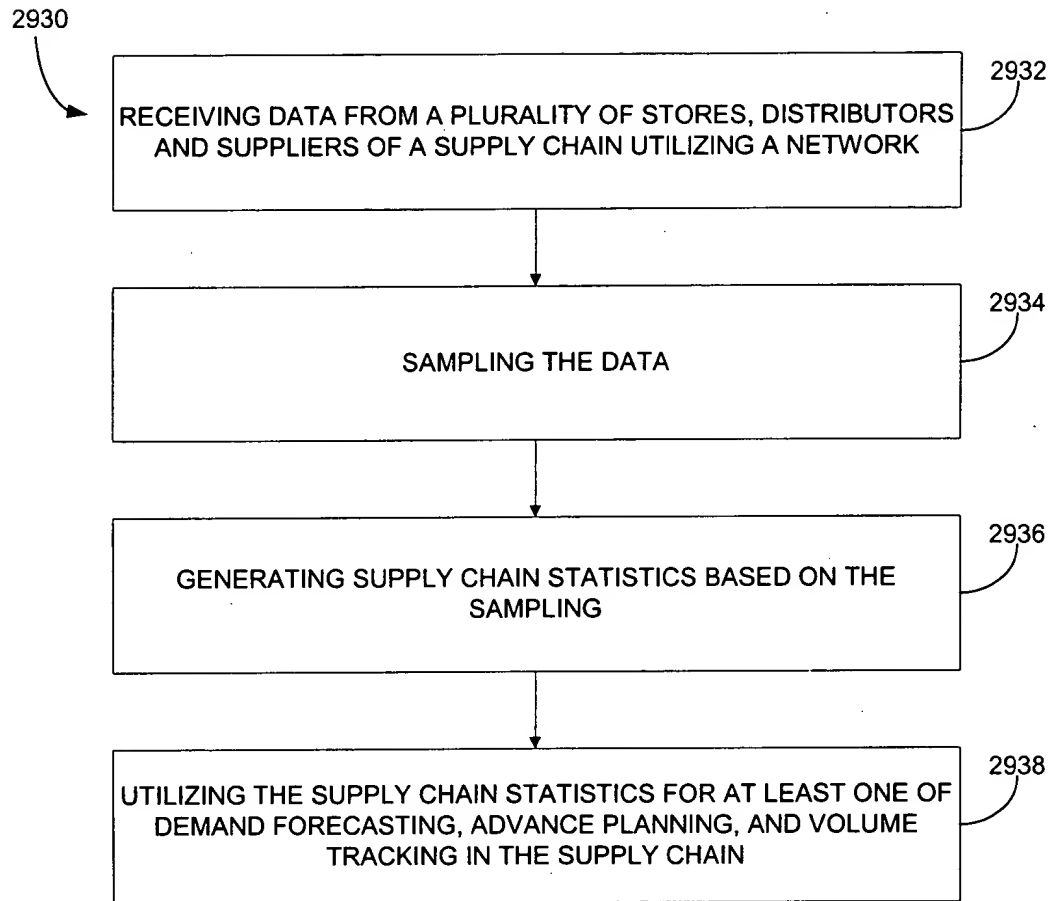 2930
2932
RECEIVING DATA FROM A PLURALITY OF STORES, DISTRIBUTORS
AND SUPPLIERS OF A SUPPLY CHAIN UTILIZING A NETWORK
2934
SAMPLING THE DATA
2936
GENERATING SUPPLY CHAIN STATISTICS BASED ON THE
SAMPLING
2938
UTILIZING THE SUPPLY CHAIN STATISTICS FOR AT LEAST ONE OF
DEMAND FORECASTING, ADVANCE PLANNING, AND VOLUME
TRACKING IN THE SUPPLY CHAIN